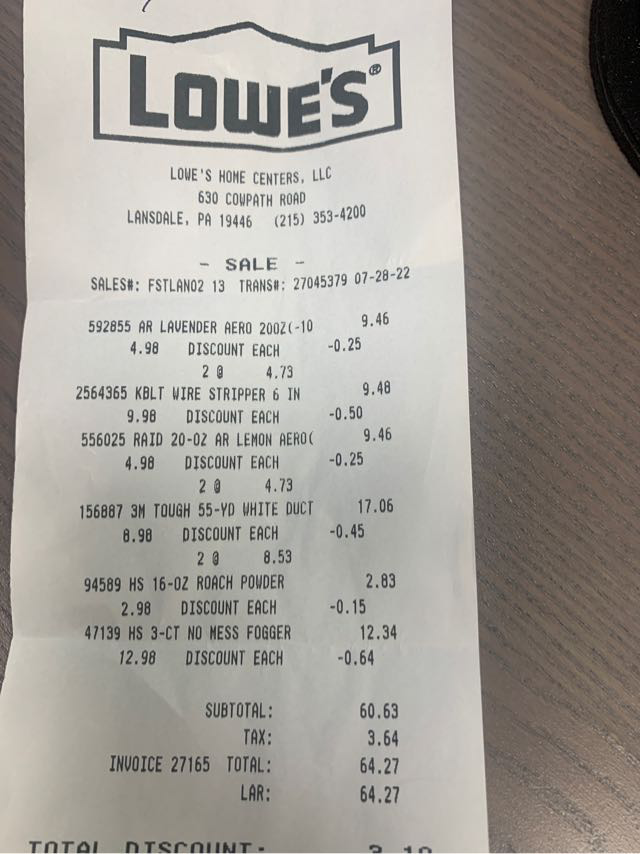 LOWE'S®
LOWE'S HOME CENTERS, LLC
630 COWPATH ROAD
LANSDALE, PA 19446 (215) 353-4200
- SALE -
SALES#: FSTLAN02 13 TRANS#: 27045379 07-28-22
592855 AR LAVENDER AERO 20OZ(-10 9.46
4.98 DISCOUNT EACH -0.25
2 @ 4.73
2564365 KBLT WIRE STRIPPER 6 IN 9.48
9.98 DISCOUNT EACH -0.50
556025 RAID 20-OZ AR LEMON AERO( 9.46
4.98 DISCOUNT EACH -0.25
2 @ 4.73
156887 3M TOUGH 55-YD WHITE DUCT 17.06
8.98 DISCOUNT EACH -0.45
2 @ 8.53
94589 HS 16-OZ ROACH POWDER 2.83
2.98 DISCOUNT EACH -0.15
47139 HS 3-CT NO MESS FOGGER 12.34
12.98 DISCOUNT EACH -0.64
SUBTOTAL: 60.63
TAX: 3.64
INVOICE 27165 TOTAL: 64.27
LAR: 64.27
TOTAL DISCOUNT: